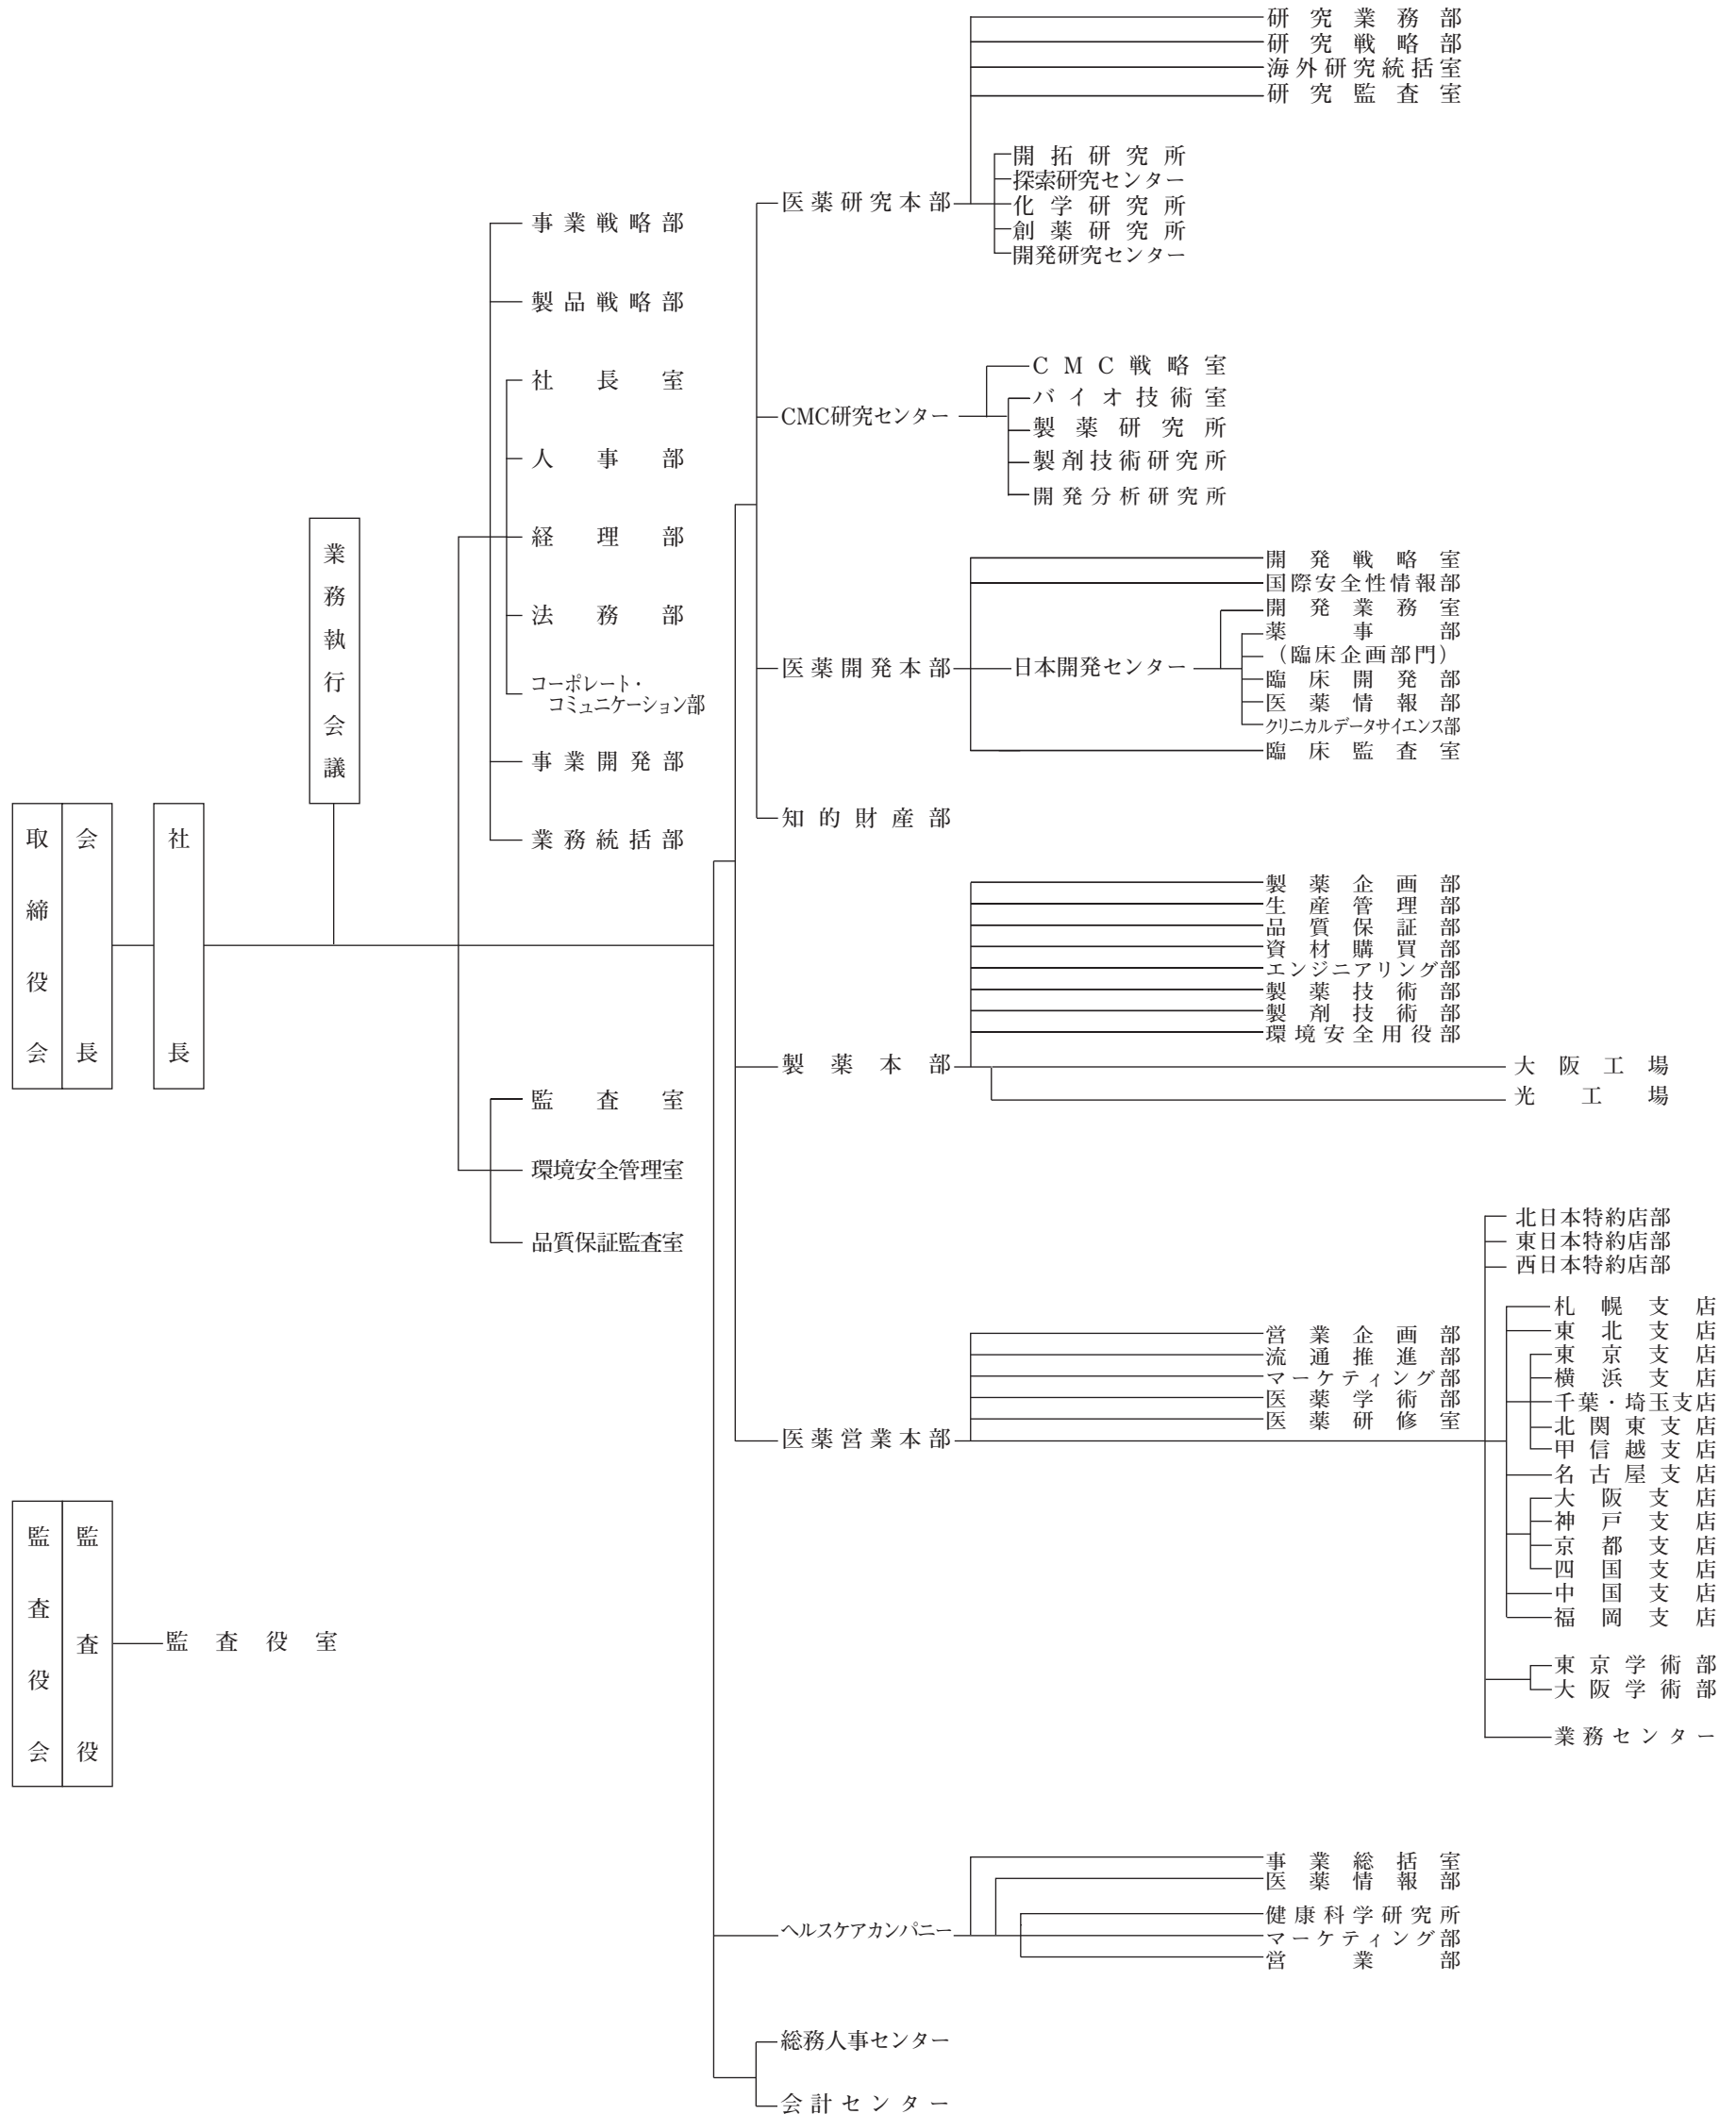 取締役会
会長
社長
業務執行会議
事業戦略部
製品戦略部
社長室
人事部
経理部
法務部
コーポレート・
コミュニケーション部
事業開発部
業務統括部
監査室
環境安全管理室
品質保証監査室
医薬研究本部
研究業務部
研究戦略部
海外研究統括室
研究監査室
開拓研究所
探索研究センター
化学研究所
創薬研究所
開発研究センター
CMC研究センター
CMC戦略室
バイオ技術室
製薬研究所
製剤技術研究所
開発分析研究所
医薬開発本部
開発戦略室
国際安全性情報部
日本開発センター
開発業務室
薬事部
（臨床企画部門）
臨床開発部
医薬情報部
クリニカルデータサイエンス部
臨床監査室
知的財産部
製薬本部
製薬企画部
生産管理部
品質保証部
資材購買部
エンジニアリング部
製薬技術部
製剤技術部
環境安全用役部
大阪工場
光工場
医薬営業本部
営業企画部
流通推進部
マーケティング部
医薬学術部
医薬研修室
北日本特約店部
東日本特約店部
西日本特約店部
札幌支店
東北支店
東京支店
横浜支店
千葉・埼玉支店
北関東支店
甲信越支店
名古屋支店
大阪支店
神戸支店
京都支店
四国支店
中国支店
福岡支店
東京学術部
大阪学術部
業務センター
ヘルスケアカンパニー
事業総括室
医薬情報部
健康科学研究所
マーケティング部
営業部
総務人事センター
会計センター
監査役会
監査役
監査役室